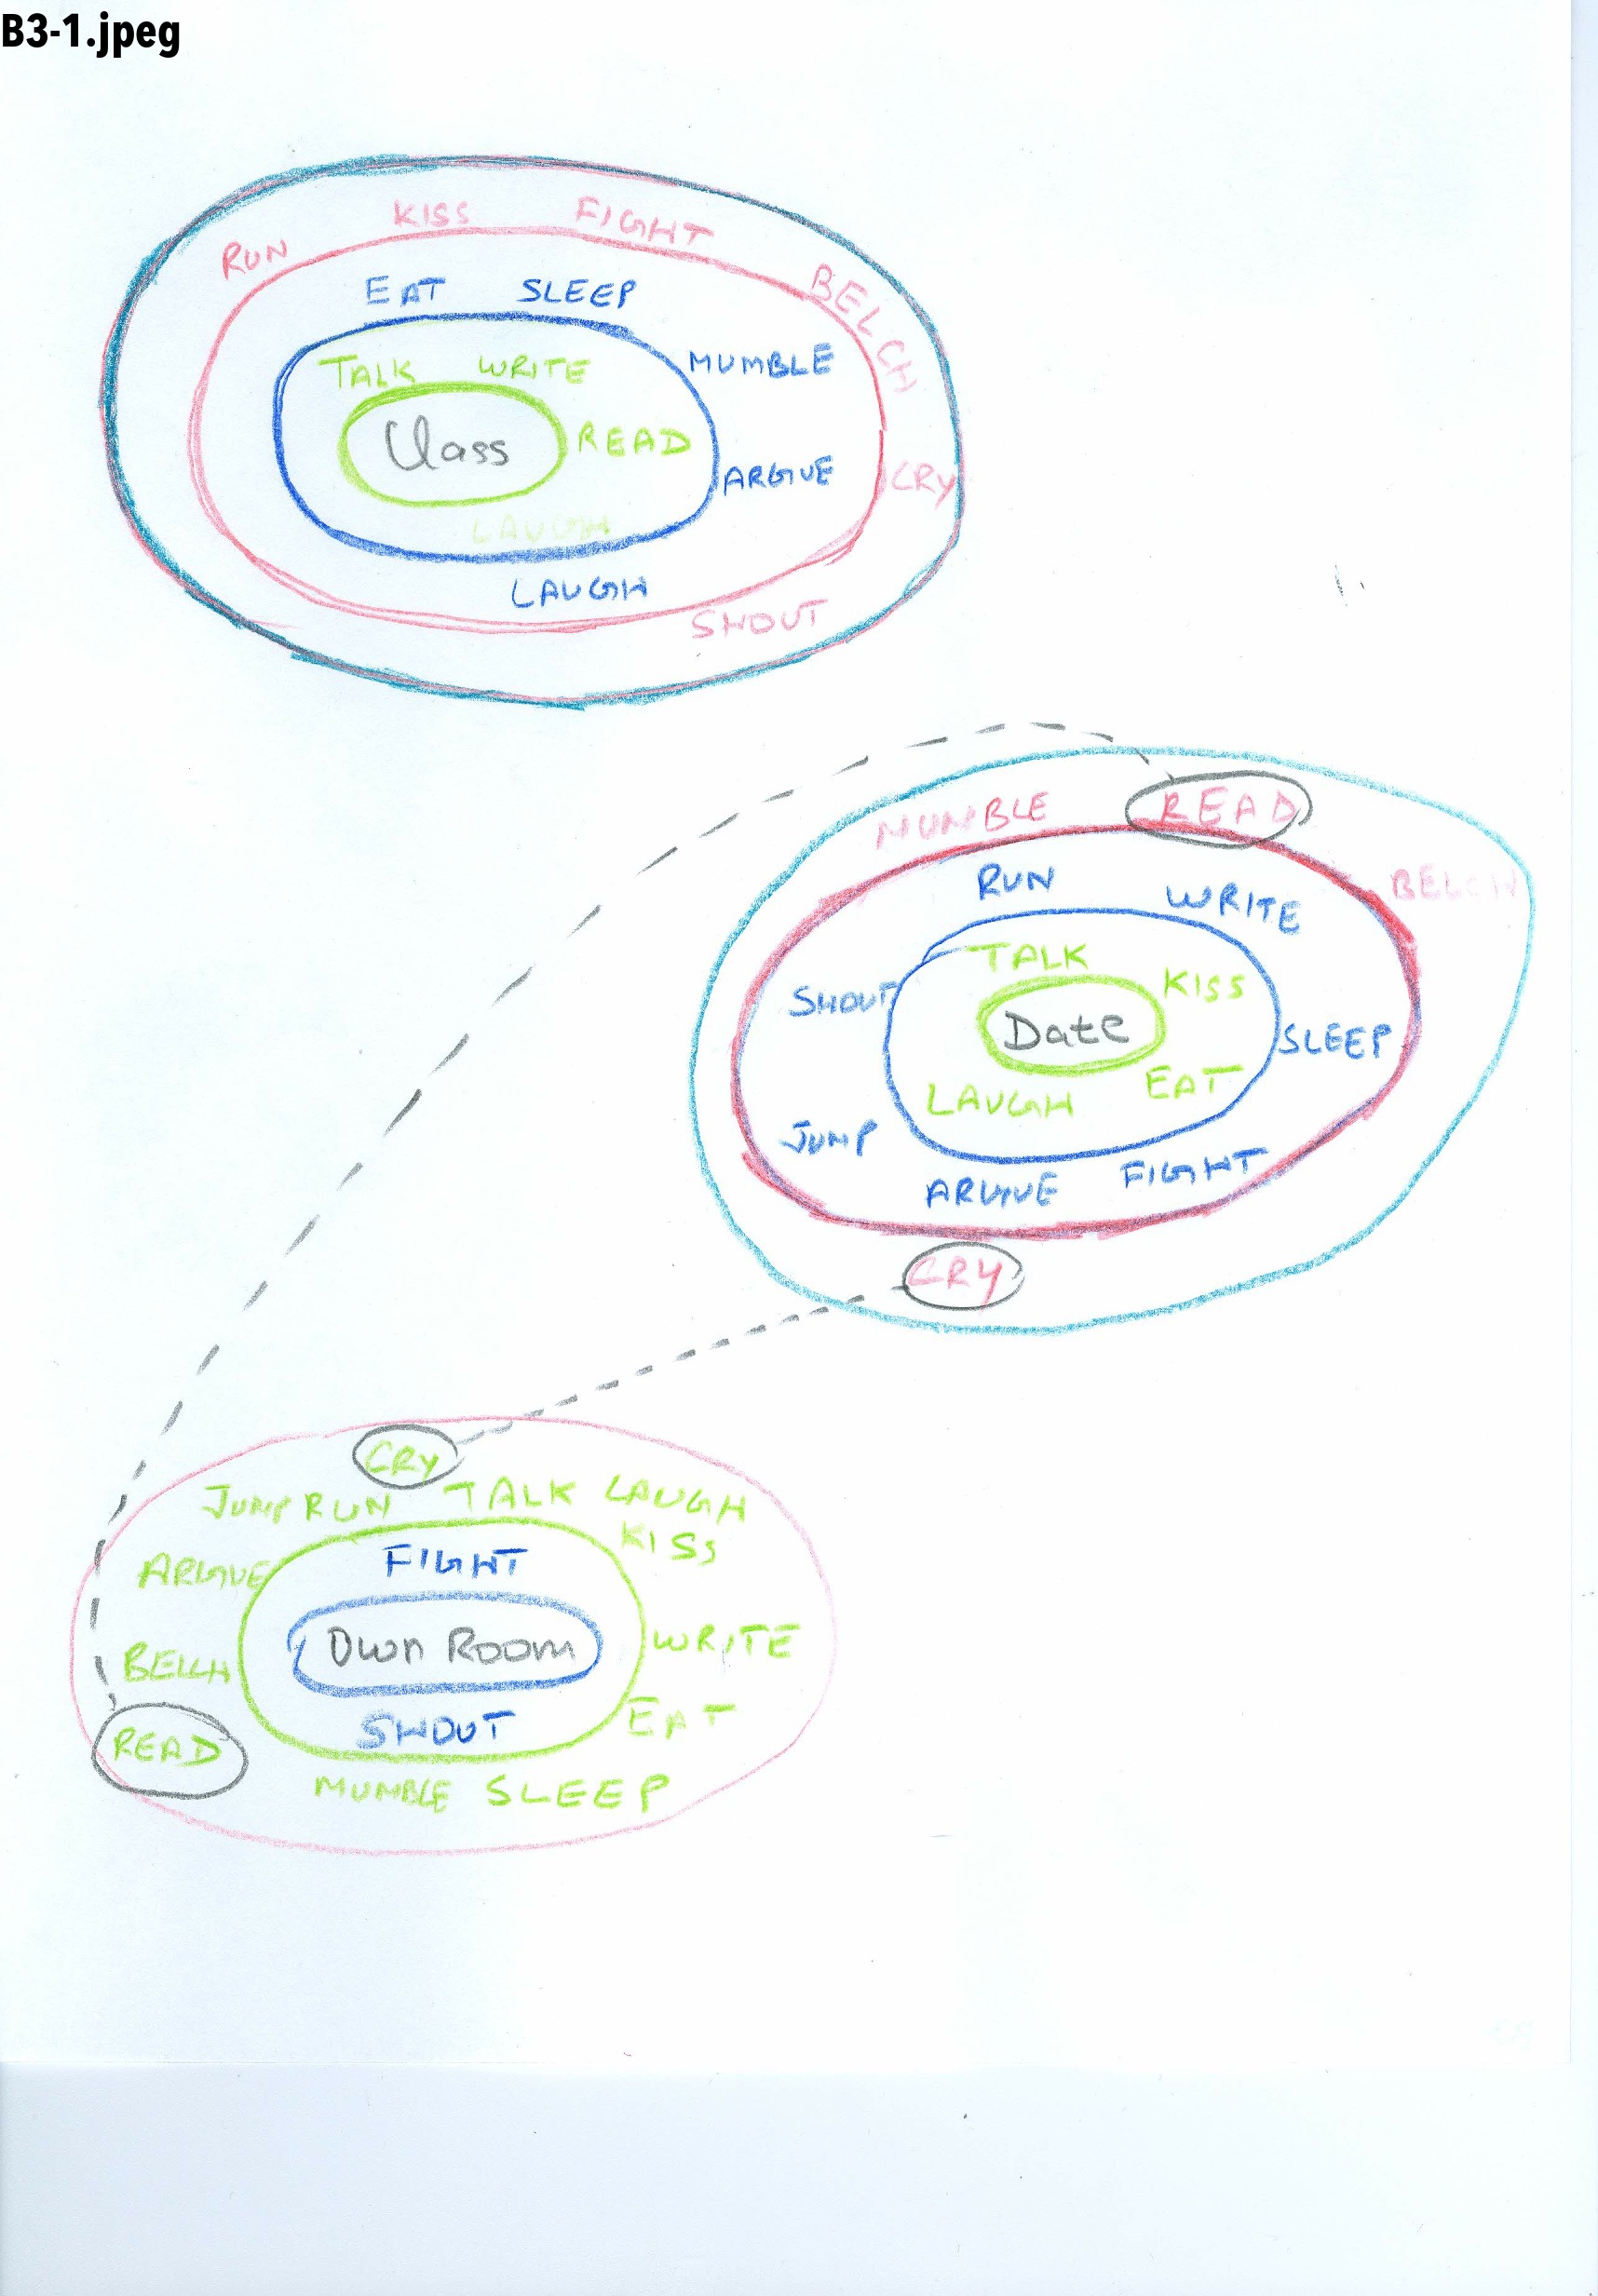 B3-1.jpeg
RUN KISS FIGHT BELCH
EAT SLEEP
MUMBLE
TALK WRITE
Class READ
ARGUE CRY
LAUGH
LAUGH
SHOUT
MUMBLE READ
BELCH
RUN WRITE
TALK
KISS
SHOUT
Date SLEEP
LAUGH EAT
JUMP
ARGUE FIGHT
CRY
CRY
JUMP RUN TALK LAUGH
KISS
ARGUE FIGHT
BELCH Own Room WRITE
EAT
READ SHOUT
MUMBLE SLEEP